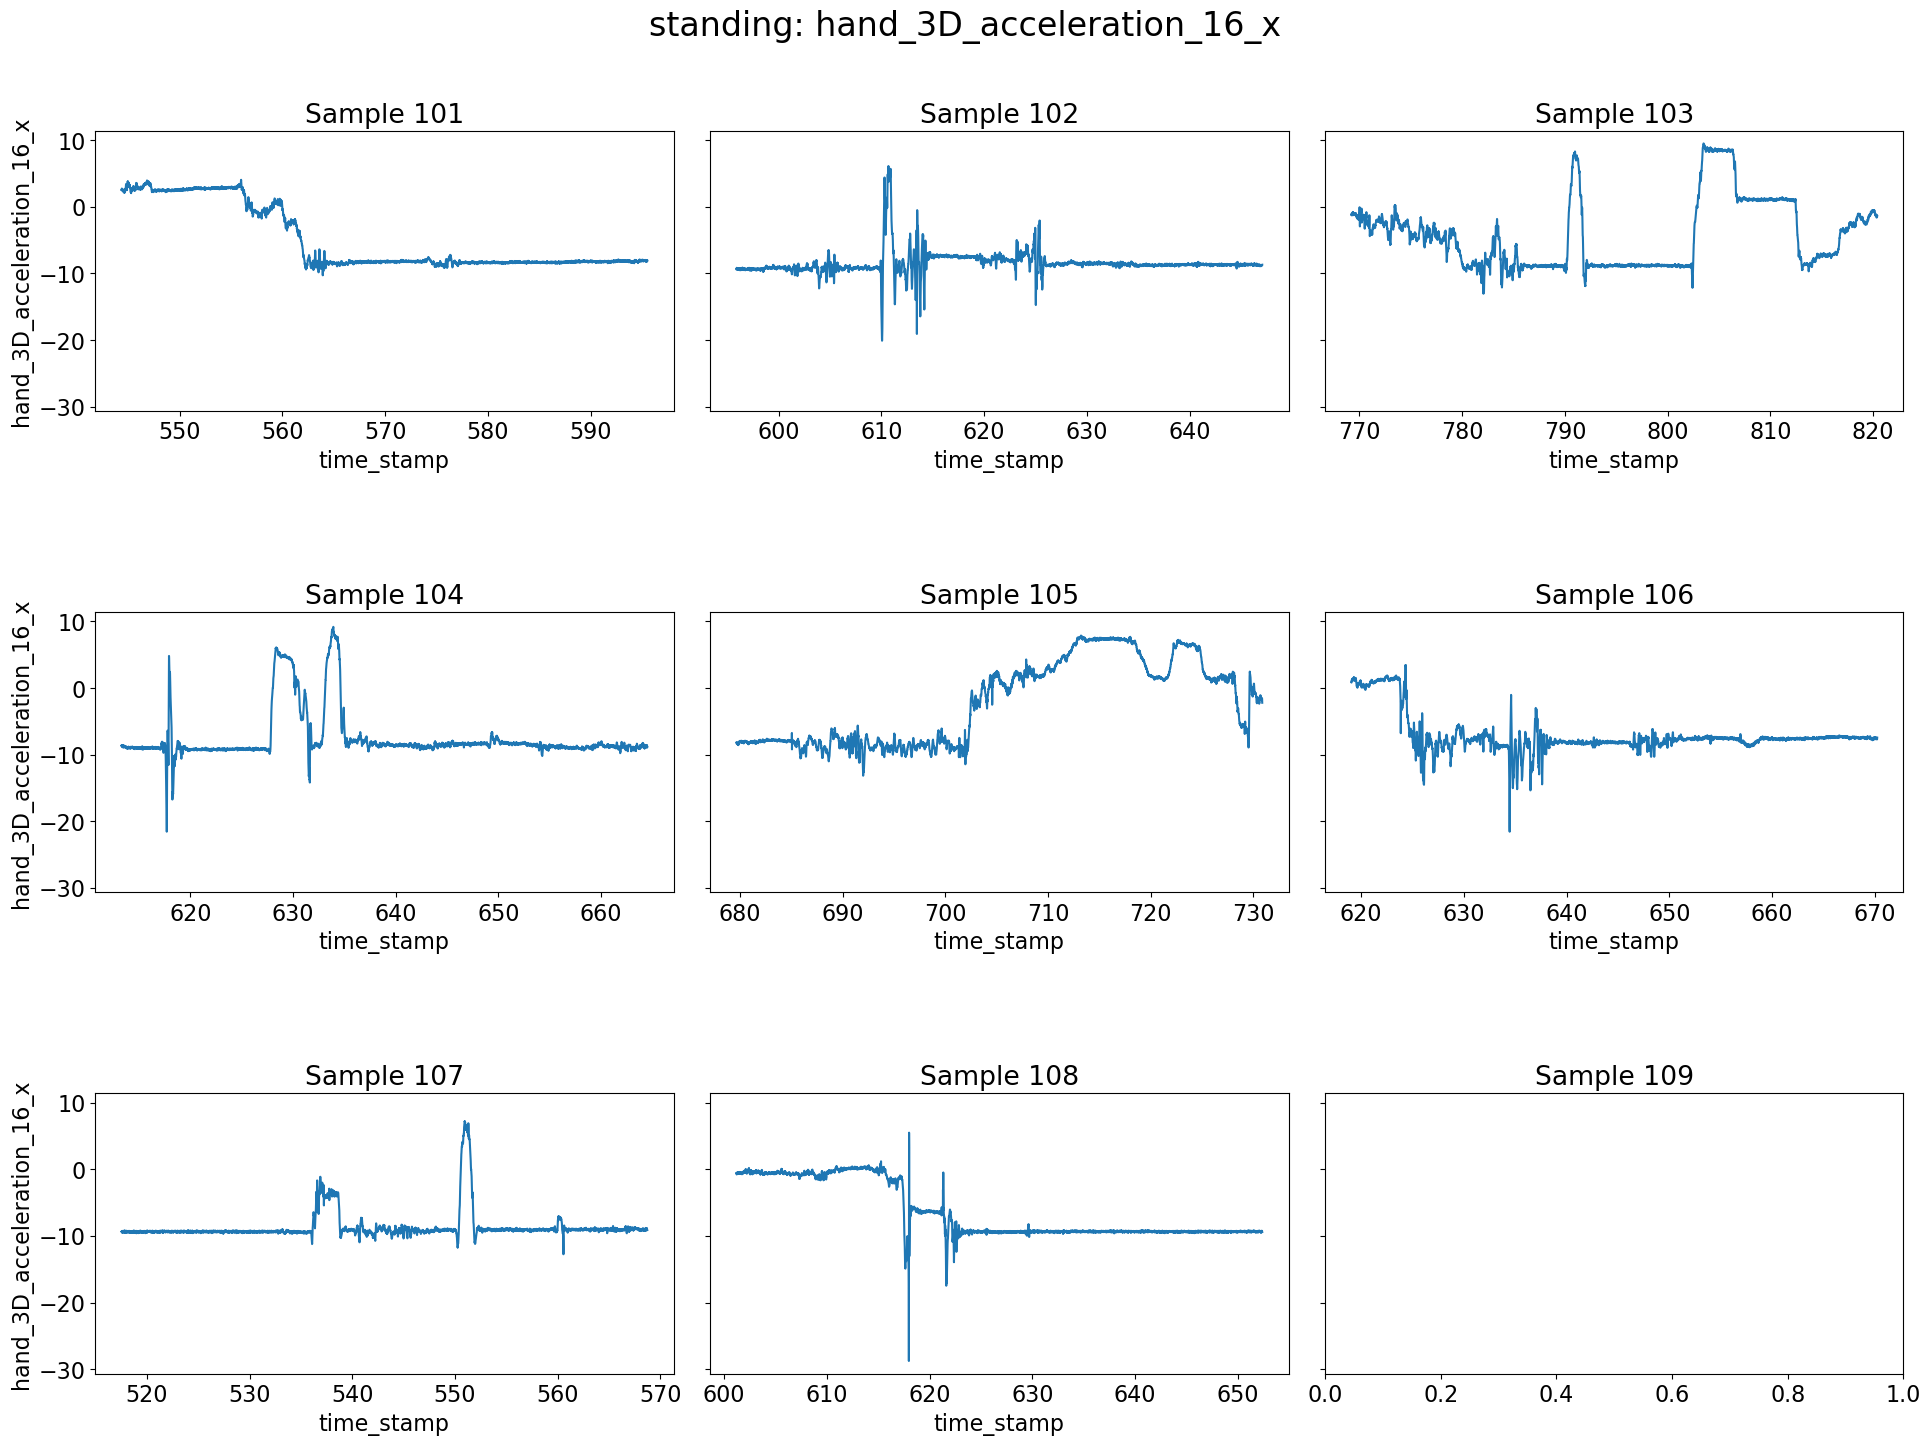 standing: hand_3D_acceleration_16_x
Sample 101
Sample 102
Sample 103
hand_3D_acceleration_16_x
10
0
−10
−20
−30
550 560 570 580 590
600 610 620 630 640
770 780 790 800 810 820
time_stamp
time_stamp
time_stamp
Sample 104
Sample 105
Sample 106
hand_3D_acceleration_16_x
10
0
−10
−20
−30
620 630 640 650 660
680 690 700 710 720 730
620 630 640 650 660 670
time_stamp
time_stamp
time_stamp
Sample 107
Sample 108
Sample 109
hand_3D_acceleration_16_x
10
0
−10
−20
−30
520 530 540 550 560 570
600 610 620 630 640 650
0.0 0.2 0.4 0.6 0.8 1.0
time_stamp
time_stamp